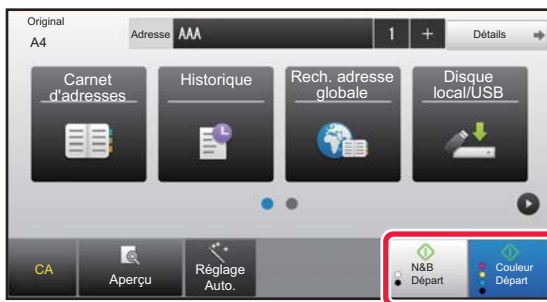 Original
A4
Adresse AAA 1 + Détails
Carnet
d'adresses
Historique
Rech. adresse
globale
Disque
local/USB
CA
Aperçu
Réglage
Auto.
N&B
Départ
Couleur
Départ